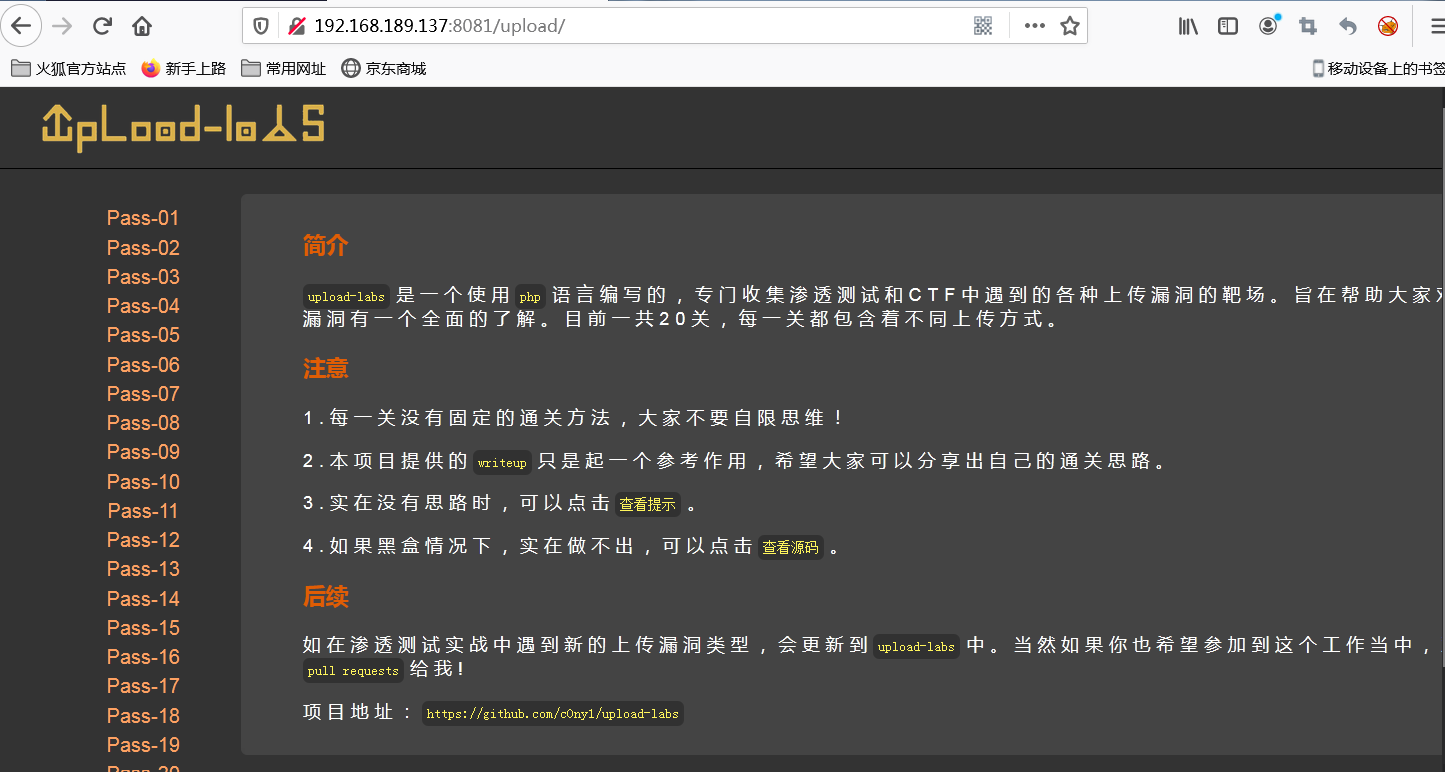 192.168.189.137:8081/upload/
火狐官方站点 新手上路 常用网址 京东商城 移动设备上的书签
UpLoad-labs
Pass-01
Pass-02
Pass-03
Pass-04
Pass-05
Pass-06
Pass-07
Pass-08
Pass-09
Pass-10
Pass-11
Pass-12
Pass-13
Pass-14
Pass-15
Pass-16
Pass-17
Pass-18
Pass-19
Pass-20
简介
upload-labs 是一个使用 php 语言编写的，专门收集渗透测试和CTF中遇到的各种上传漏洞的靶场。旨在帮助大家
漏洞有一个全面的了解。目前一共20关，每一关都包含着不同上传方式。
注意
1.每一关没有固定的通关方法，大家不要自限思维！
2.本项目提供的 writeup 只是起一个参考作用，希望大家可以分享出自己的通关思路。
3.实在没有思路时，可以点击 查看提示 。
4.如果黑盒情况下，实在做不出，可以点击 查看源码 。
后续
如在渗透测试实战中遇到新的上传漏洞类型，会更新到 upload-labs 中。当然如果你也希望参加到这个工作当中，
pull requests 给我!
项目地址：https://github.com/c0ny1/upload-labs